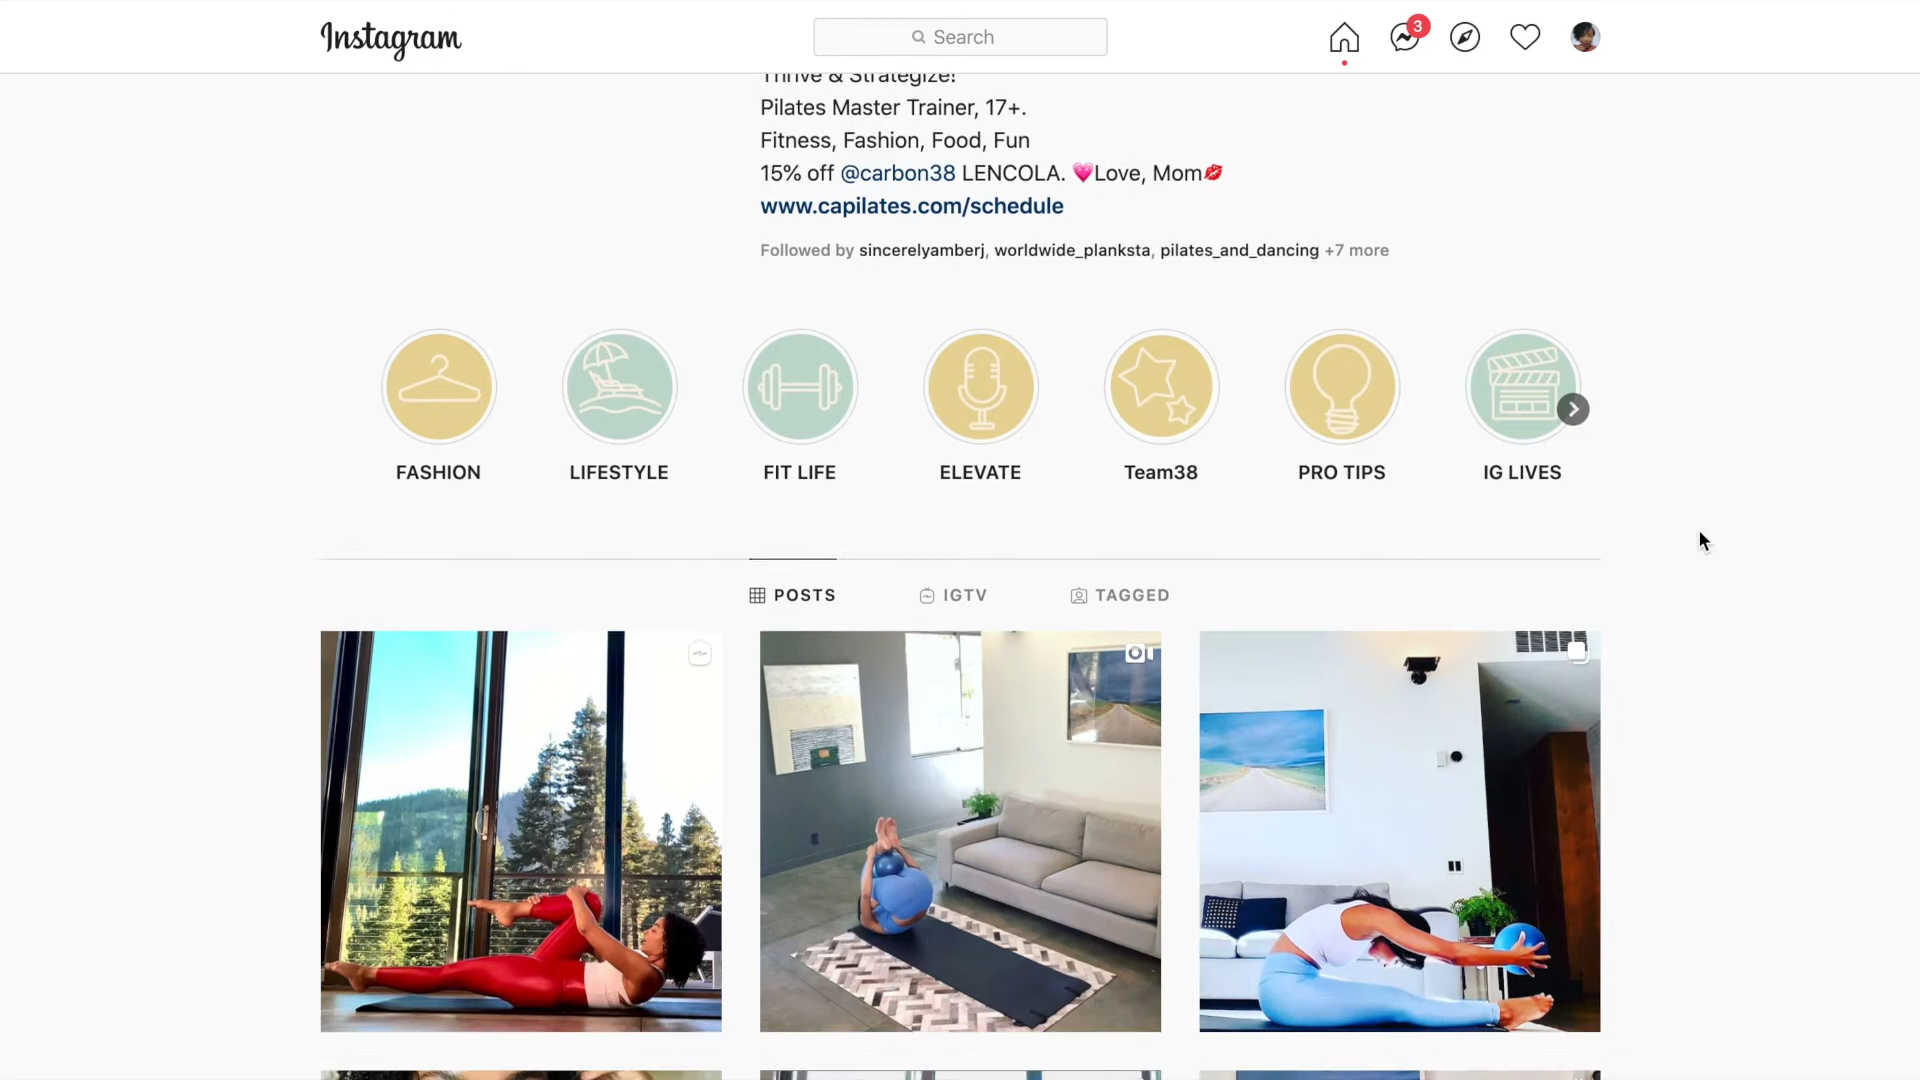 Instagram
Search
3
Thrive & Strategize!
Pilates Master Trainer, 17+.
Fitness, Fashion, Food, Fun
15% off @carbon38 LENCOLA. 💗Love, Mom💋
www.capilates.com/schedule
Followed by sincerelyamberj, worldwide_planksta, pilates_and_dancing +7 more
FASHION LIFESTYLE FIT LIFE ELEVATE Team38 PRO TIPS IG LIVES
POSTS IGTV TAGGED